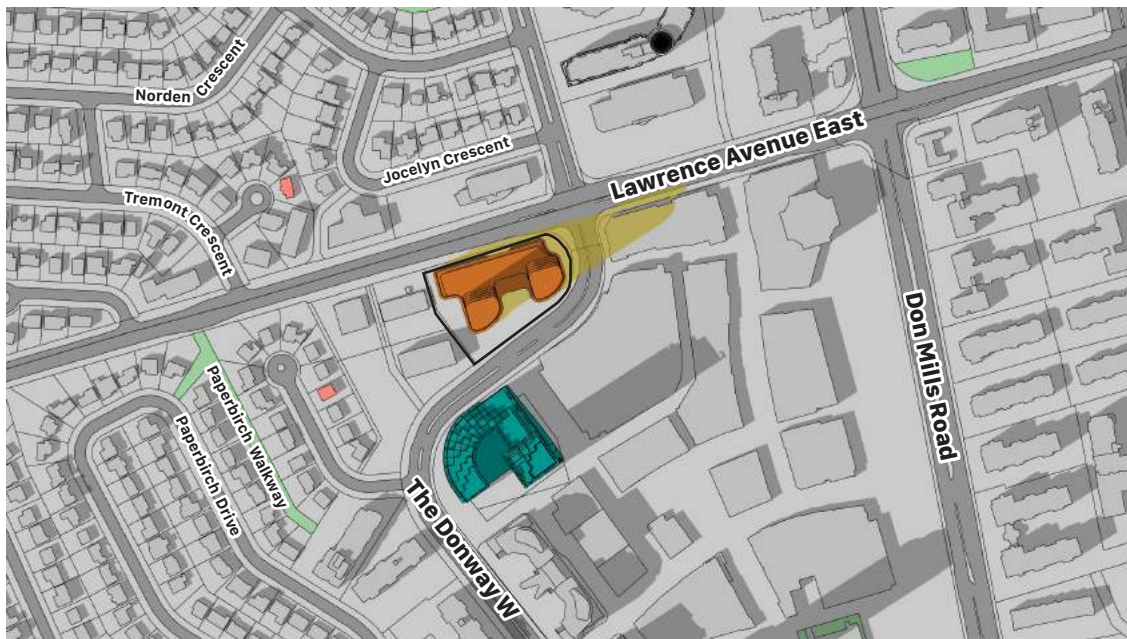 Norden Crescent
Jocelyn Crescent
Lawrence Avenue East
Tremont Crescent
Paperbirch Walkway
Paperbirch Drive
The Donway W
Don Mills Road